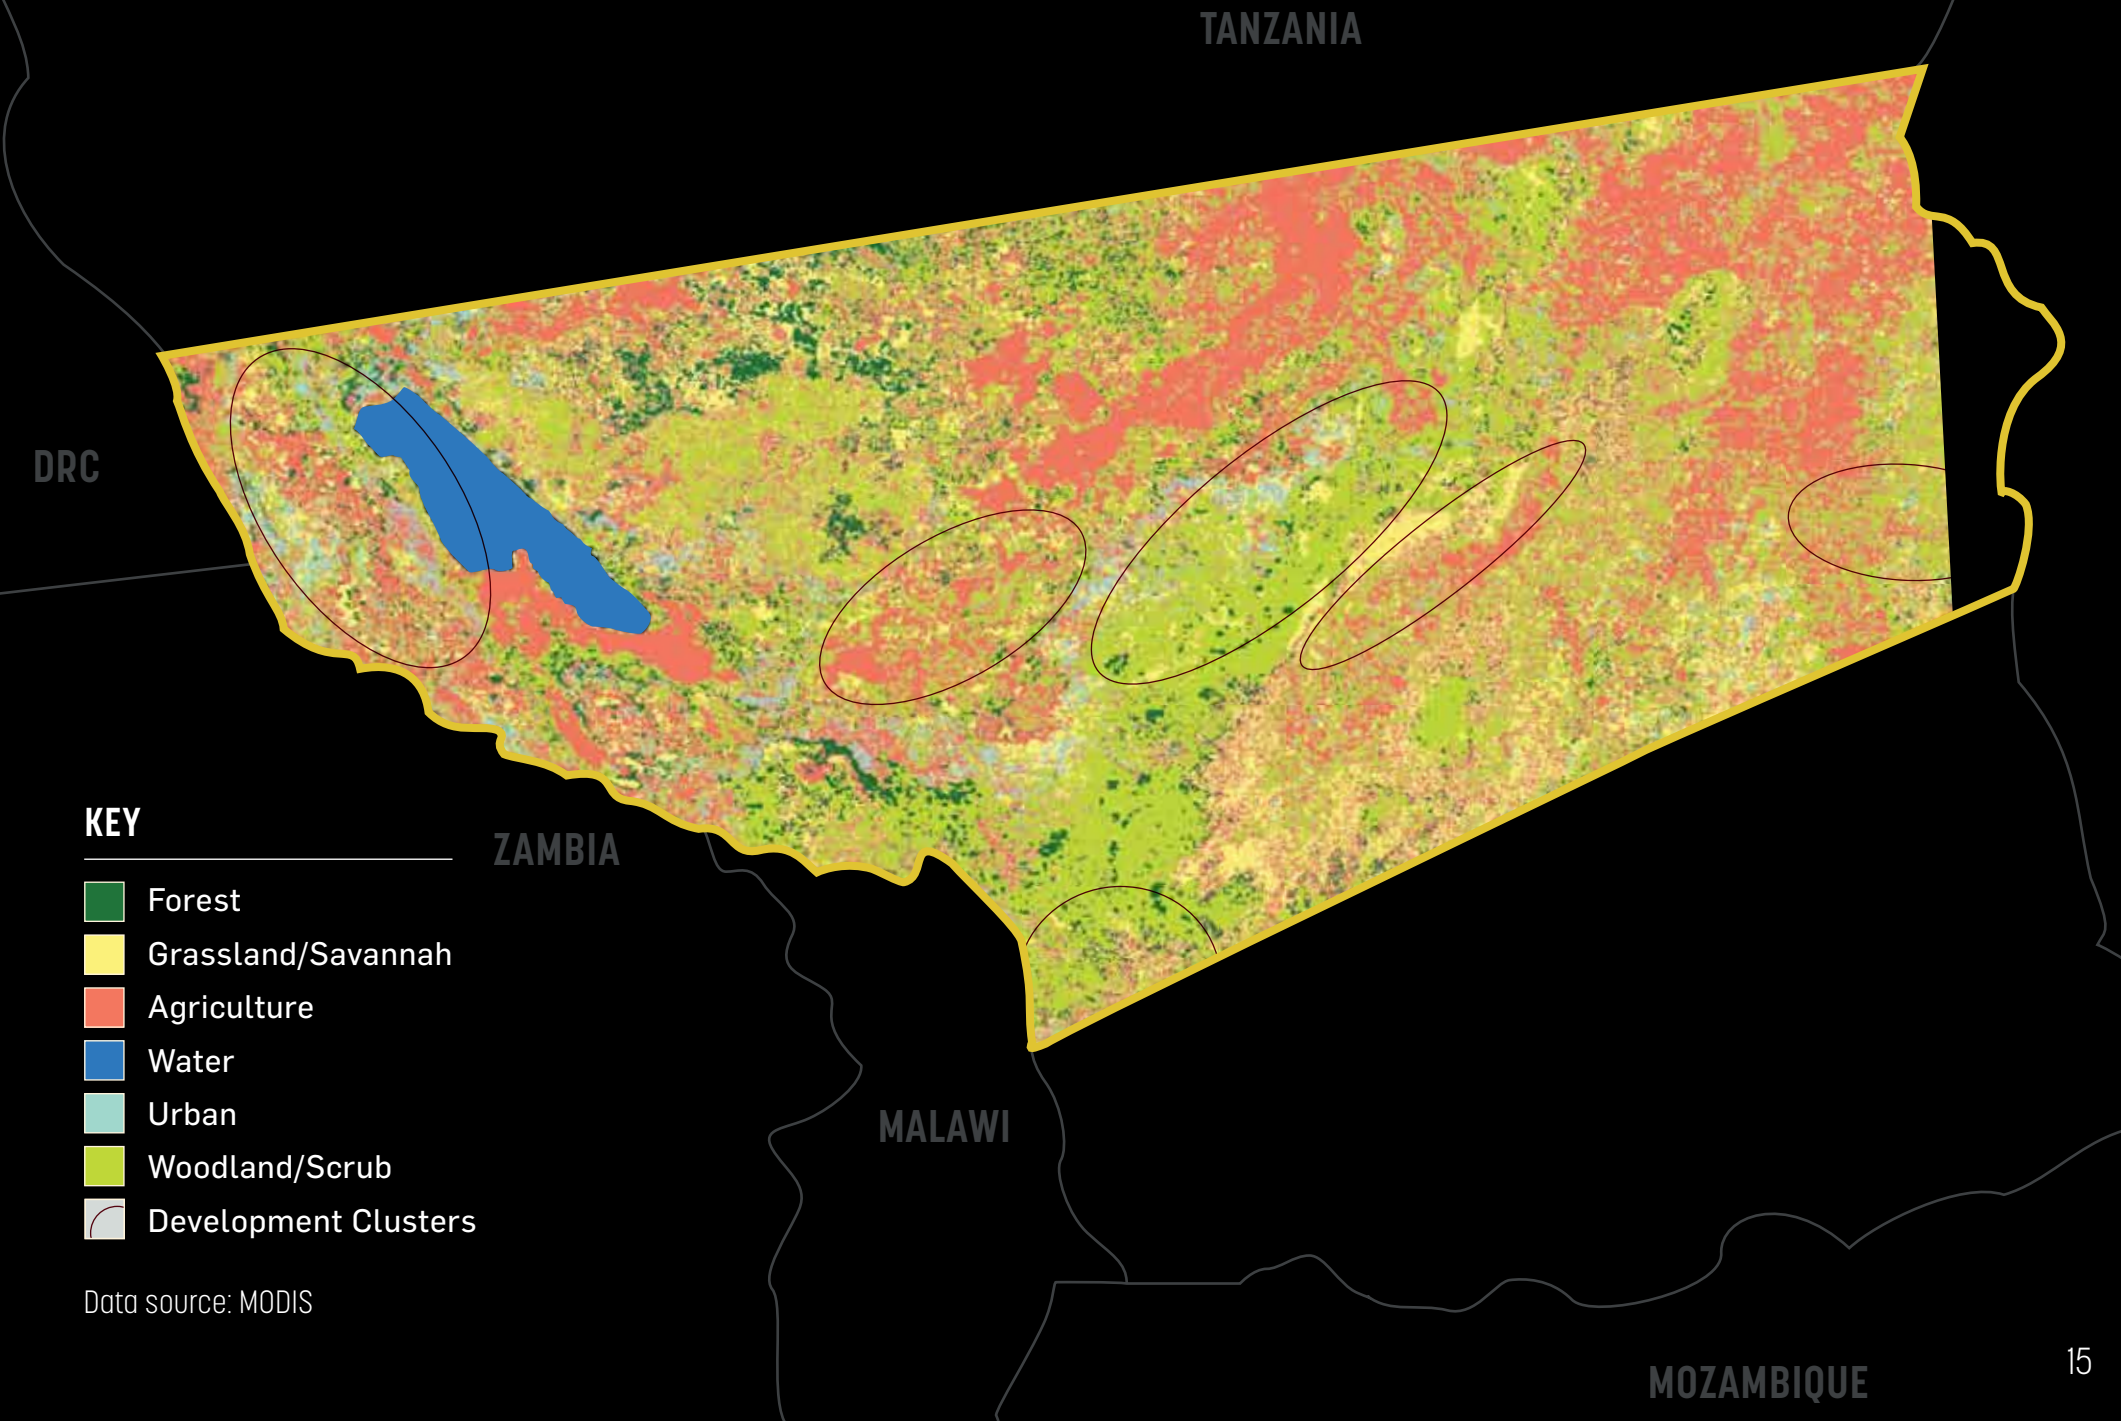 TANZANIA
DRC
KEY
ZAMBIA
Forest
Grassland/Savannah
Agriculture
Water
Urban
MALAWI
Woodland/Scrub
Development Clusters
Data source: MODIS
15
MOZAMBIQUE